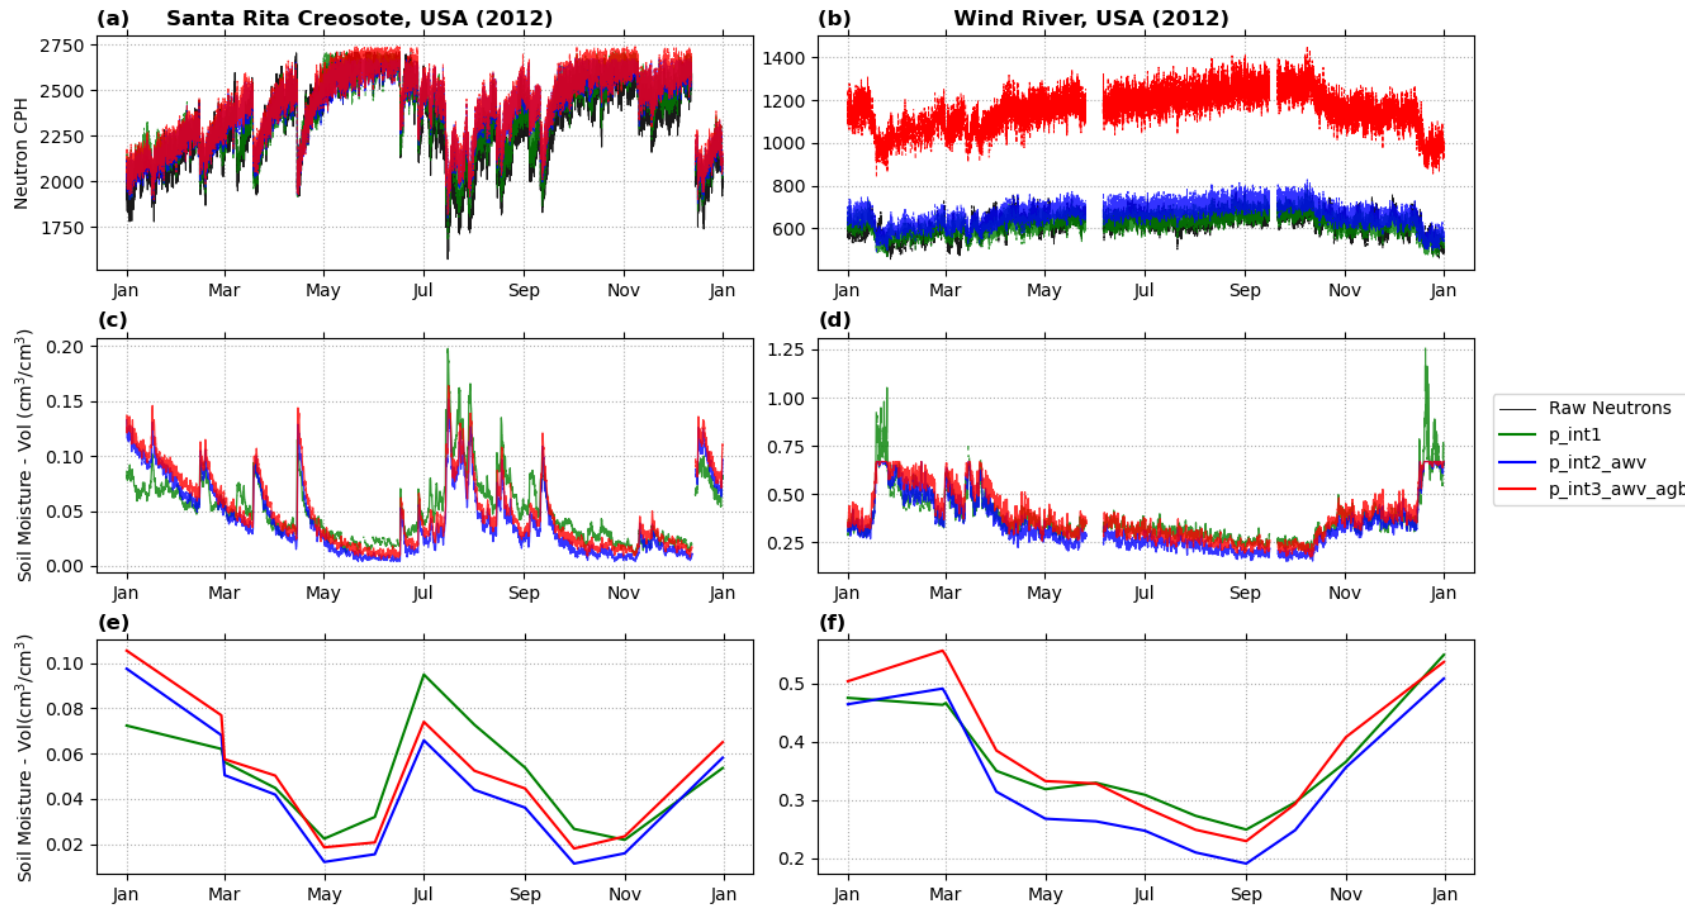 (a) Santa Rita Creosote, USA (2012)
(b) Wind River, USA (2012)
Neutron CPH
2750
2500
2250
2000
1750
Jan Mar May Jul Sep Nov Jan
1400
1200
1000
800
600
Jan Mar May Jul Sep Nov Jan
(c)
(d)
Soil Moisture - Vol (cm³/cm³)
0.20
0.15
0.10
0.05
0.00
Jan Mar May Jul Sep Nov Jan
1.25
1.00
0.75
0.50
0.25
Jan Mar May Jul Sep Nov Jan
Raw Neutrons
p_int1
p_int2_awv
p_int3_awv_agb
(e)
(f)
Soil Moisture - Vol(cm³/cm³)
0.10
0.08
0.06
0.04
0.02
Jan Mar May Jul Sep Nov Jan
0.5
0.4
0.3
0.2
Jan Mar May Jul Sep Nov Jan